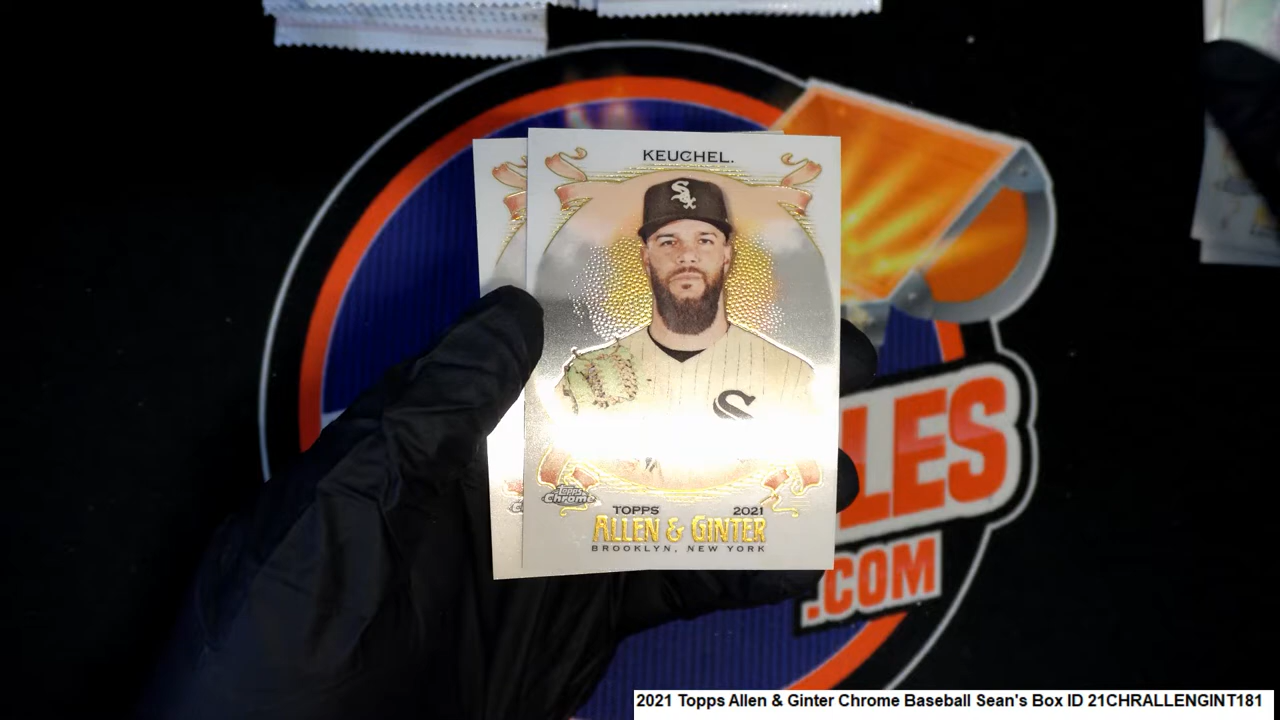 KEUCHEL.
Topps
Chrome
TOPPS 2021
ALLEN & GINTER
BROOKLYN, NEW YORK
LES
.COM
2021 Topps Allen & Ginter Chrome Baseball Sean's Box ID 21CHRALLENGINT181